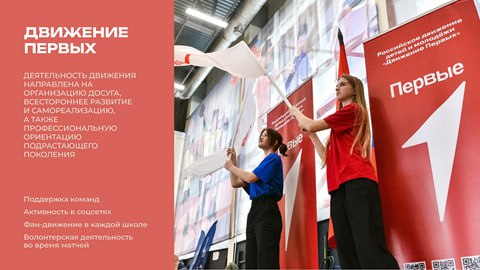 ДВИЖЕНИЕ
ПЕРВЫХ
ДЕЯТЕЛЬНОСТЬ ДВИЖЕНИЯ
НАПРАВЛЕНА НА
ОРГАНИЗАЦИЮ ДОСУГА,
ВСЕСТОРОННЕЕ РАЗВИТИЕ
И САМОРЕАЛИЗАЦИЮ,
А ТАКЖЕ
ПРОФЕССИОНАЛЬНУЮ
ОРИЕНТАЦИЮ
ПОДРАСТАЮЩЕГО
ПОКОЛЕНИЯ
Поддержка команд
Активность в соцсетях
Фан-движение в каждой школе
Волонтерская деятельность
во время матчей
Российское движение
детей и молодёжи
«Движение Первых»
Первые